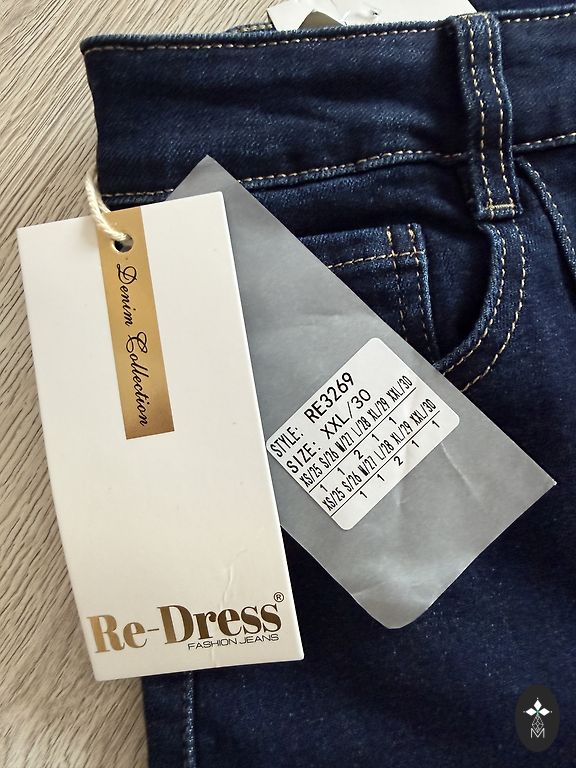 Denim Collection
Re-Dress®
FASHION JEANS
STYLE: RE3269
SIZE: XXL/30
XS/25 S/26 M/27 L/28 XL/29 XXL/30
1 1 2 1 1
XS/25 S/26 M/27 L/28 XL/29 XXL/30
1 1 2 1 1
M